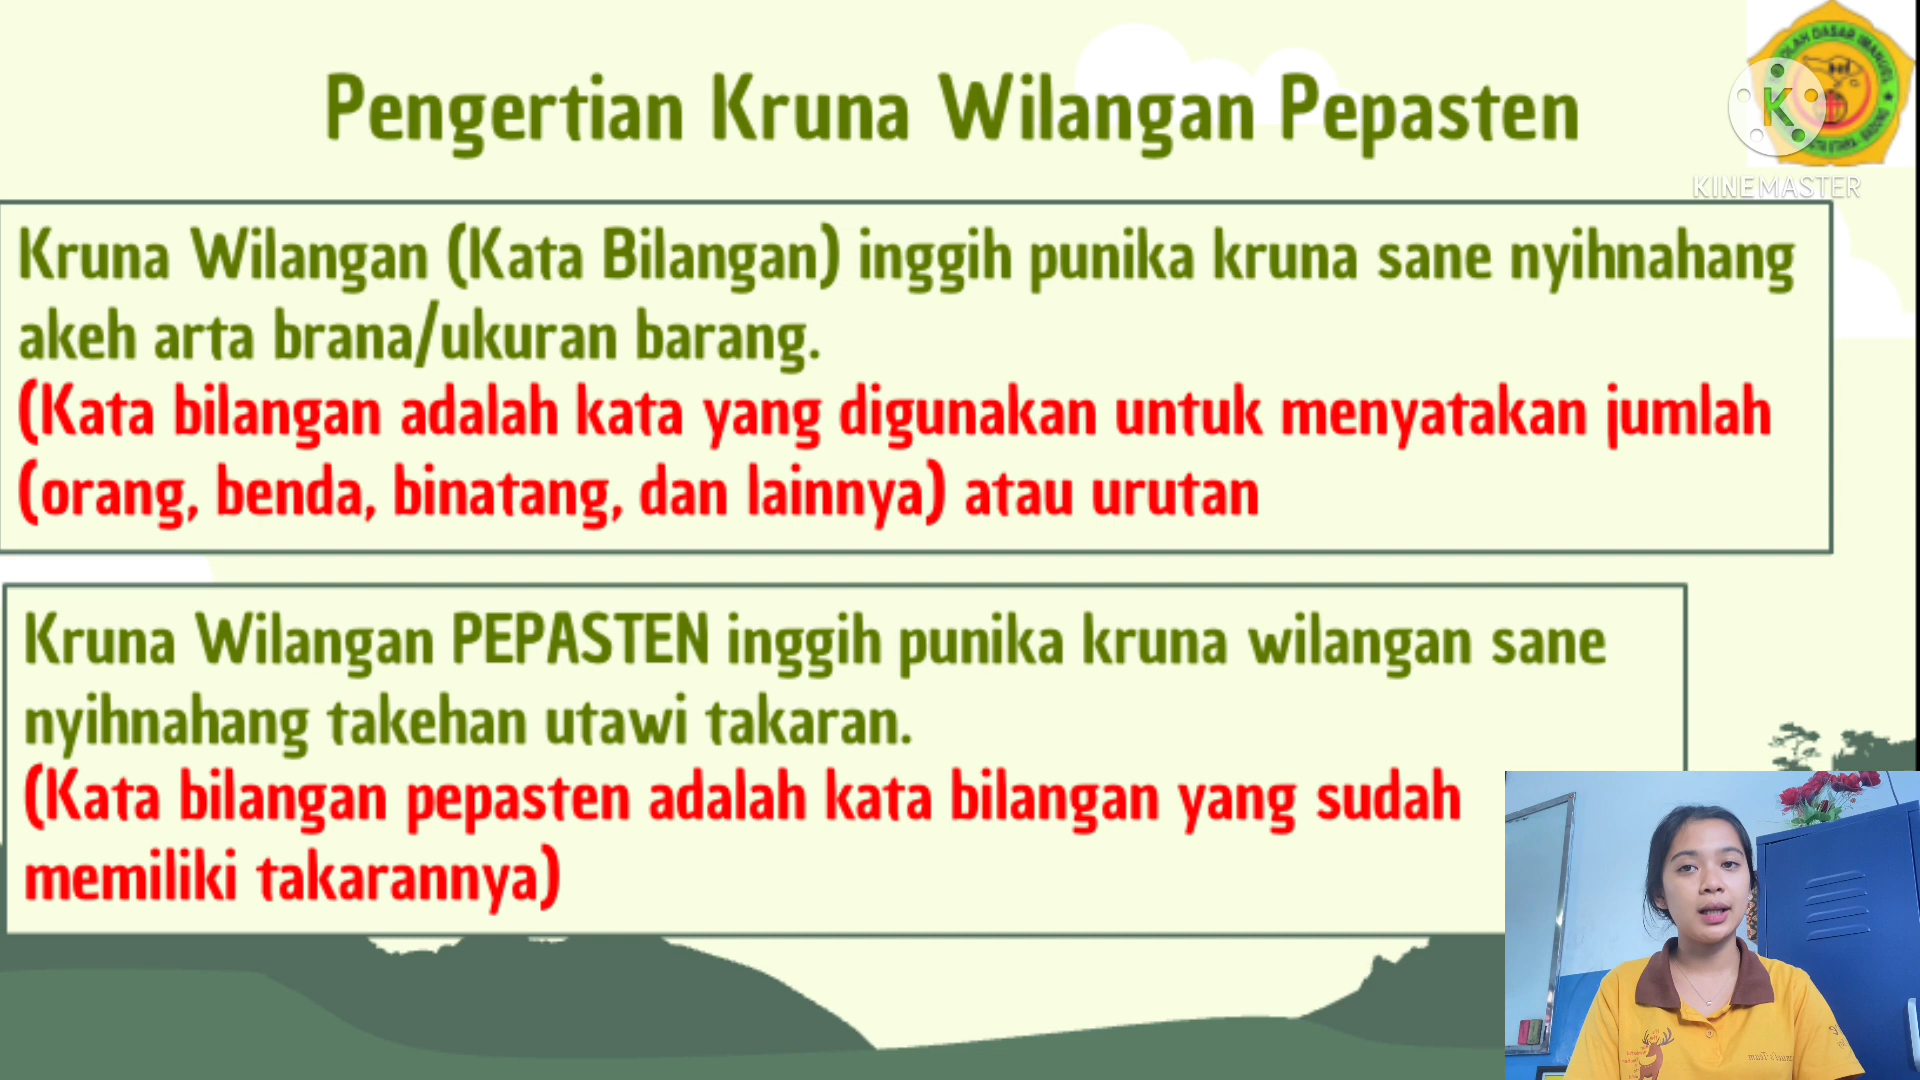 Pengertian Kruna Wilangan Pepasten
K
KINEMASTER
Kruna Wilangan (Kata Bilangan) inggih punika kruna sane nyihnahang
akeh arta brana/ukuran barang.
(Kata bilangan adalah kata yang digunakan untuk menyatakan jumlah
(orang, benda, binatang, dan lainnya) atau urutan
Kruna Wilangan PEPASTEN inggih punika kruna wilangan sane
nyihnahang takehan utawi takaran.
(Kata bilangan pepasten adalah kata bilangan yang sudah
memiliki takarannya)